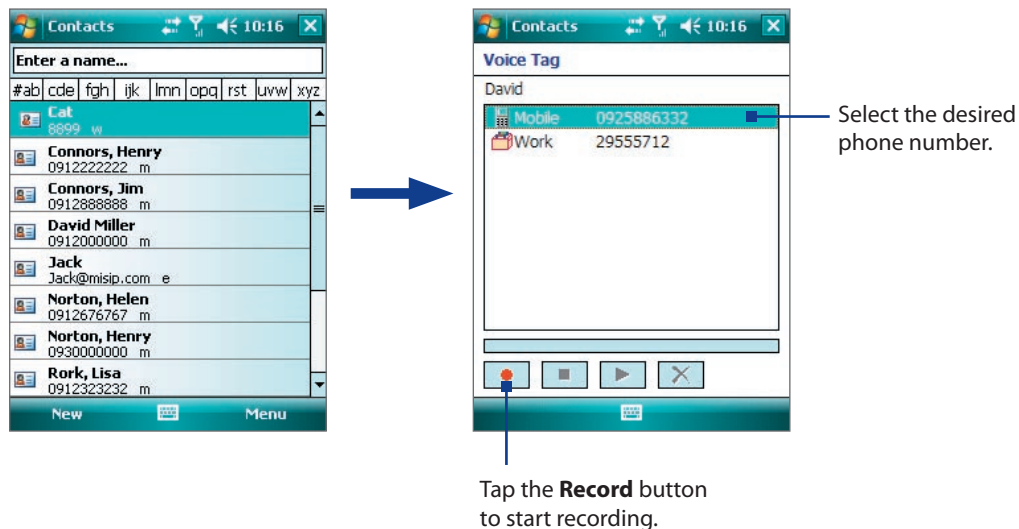 Contacts 10:16
Enter a name...
#ab cde fgh ijk lmn opq rst uvw xyz
Cat
8899 w
Connors, Henry
0912222222 m
Connors, Jim
0912888888 m
David Miller
0912000000 m
Jack
Jack@misip.com e
Norton, Helen
0912676767 m
Norton, Henry
0930000000 m
Rork, Lisa
0912323232 m
New Menu
Contacts 10:16
Voice Tag
David
Mobile 0925886332
Work 29555712
Select the desired
phone number.
Tap the Record button
to start recording.